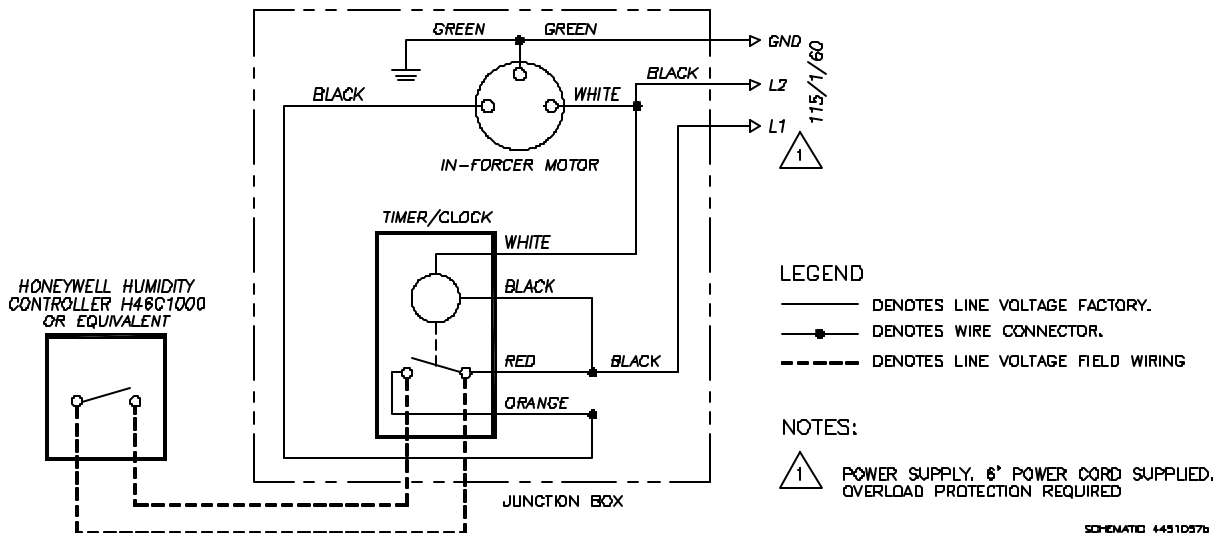 GREEN GREEN
GND
BLACK
L2
115/1/60
BLACK
WHITE
L1
1
IN-FORCER MOTOR
TIMER/CLOCK
WHITE
BLACK
HONEYWELL HUMIDITY
CONTROLLER H46C1000
OR EQUIVALENT
RED BLACK
ORANGE
JUNCTION BOX
LEGEND
DENOTES LINE VOLTAGE FACTORY.
DENOTES WIRE CONNECTOR.
DENOTES LINE VOLTAGE FIELD WIRING
NOTES:
1 POWER SUPPLY. 6' POWER CORD SUPPLIED.
OVERLOAD PROTECTION REQUIRED
SCHEMATIC 4451D57b